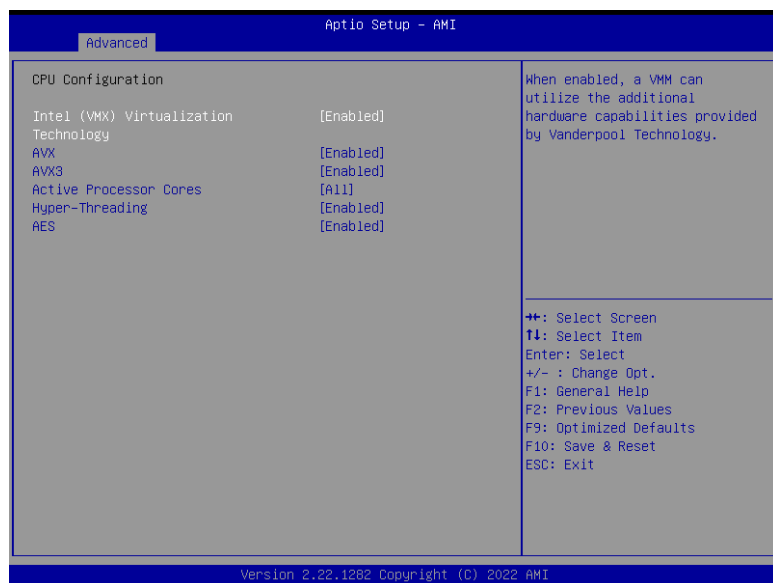 Aptio Setup – AMI
Advanced
CPU Configuration
Intel (VMX) Virtualization [Enabled]
Technology
AVX [Enabled]
AVX3 [Enabled]
Active Processor Cores [All]
Hyper-Threading [Enabled]
AES [Enabled]
When enabled, a VMM can
utilize the additional
hardware capabilities provided
by Vanderpool Technology.
→←: Select Screen
↑↓: Select Item
Enter: Select
+/- : Change Opt.
F1: General Help
F2: Previous Values
F9: Optimized Defaults
F10: Save & Reset
ESC: Exit
Version 2.22.1282 Copyright (C) 2022 AMI